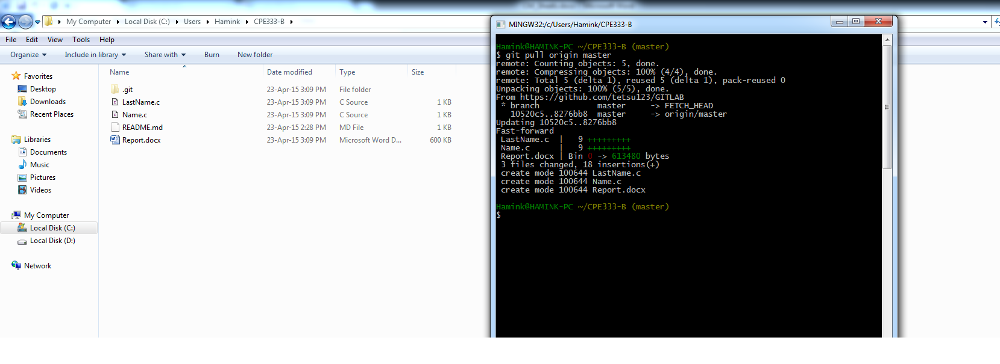 My Computer Local Disk (C:) Users Hamink CPE333-B
File Edit View Tools Help
Organize Include in library Share with Burn New folder
Favorites
Desktop
Downloads
Recent Places
Libraries
Documents
Music
Pictures
Videos
My Computer
Local Disk (C:)
Local Disk (D:)
Network
Name Date modified Type Size
.git 23-Apr-15 3:09 PM File folder
LastName.c 23-Apr-15 3:09 PM C Source 1 KB
Name.c 23-Apr-15 3:09 PM C Source 1 KB
README.md 23-Apr-15 2:28 PM MD File 1 KB
Report.docx 23-Apr-15 3:09 PM Microsoft Word D... 600 KB
MINGW32:/c/Users/Hamink/CPE333-B
Hamink@HAMINK-PC ~/CPE333-B (master)
$ git pull origin master
remote: Counting objects: 5, done.
remote: Compressing objects: 100% (4/4), done.
remote: Total 5 (delta 1), reused 5 (delta 1), pack-reused 0
Unpacking objects: 100% (5/5), done.
From https://github.com/tetsu123/GITLAB
* branch master -> FETCH_HEAD
10520c5..8276bb8 master -> origin/master
Updating 10520c5..8276bb8
Fast-forward
LastName.c | 9 +++++++++
Name.c | 9 +++++++++
Report.docx | Bin 0 -> 613480 bytes
3 files changed, 18 insertions(+)
create mode 100644 LastName.c
create mode 100644 Name.c
create mode 100644 Report.docx
Hamink@HAMINK-PC ~/CPE333-B (master)
$